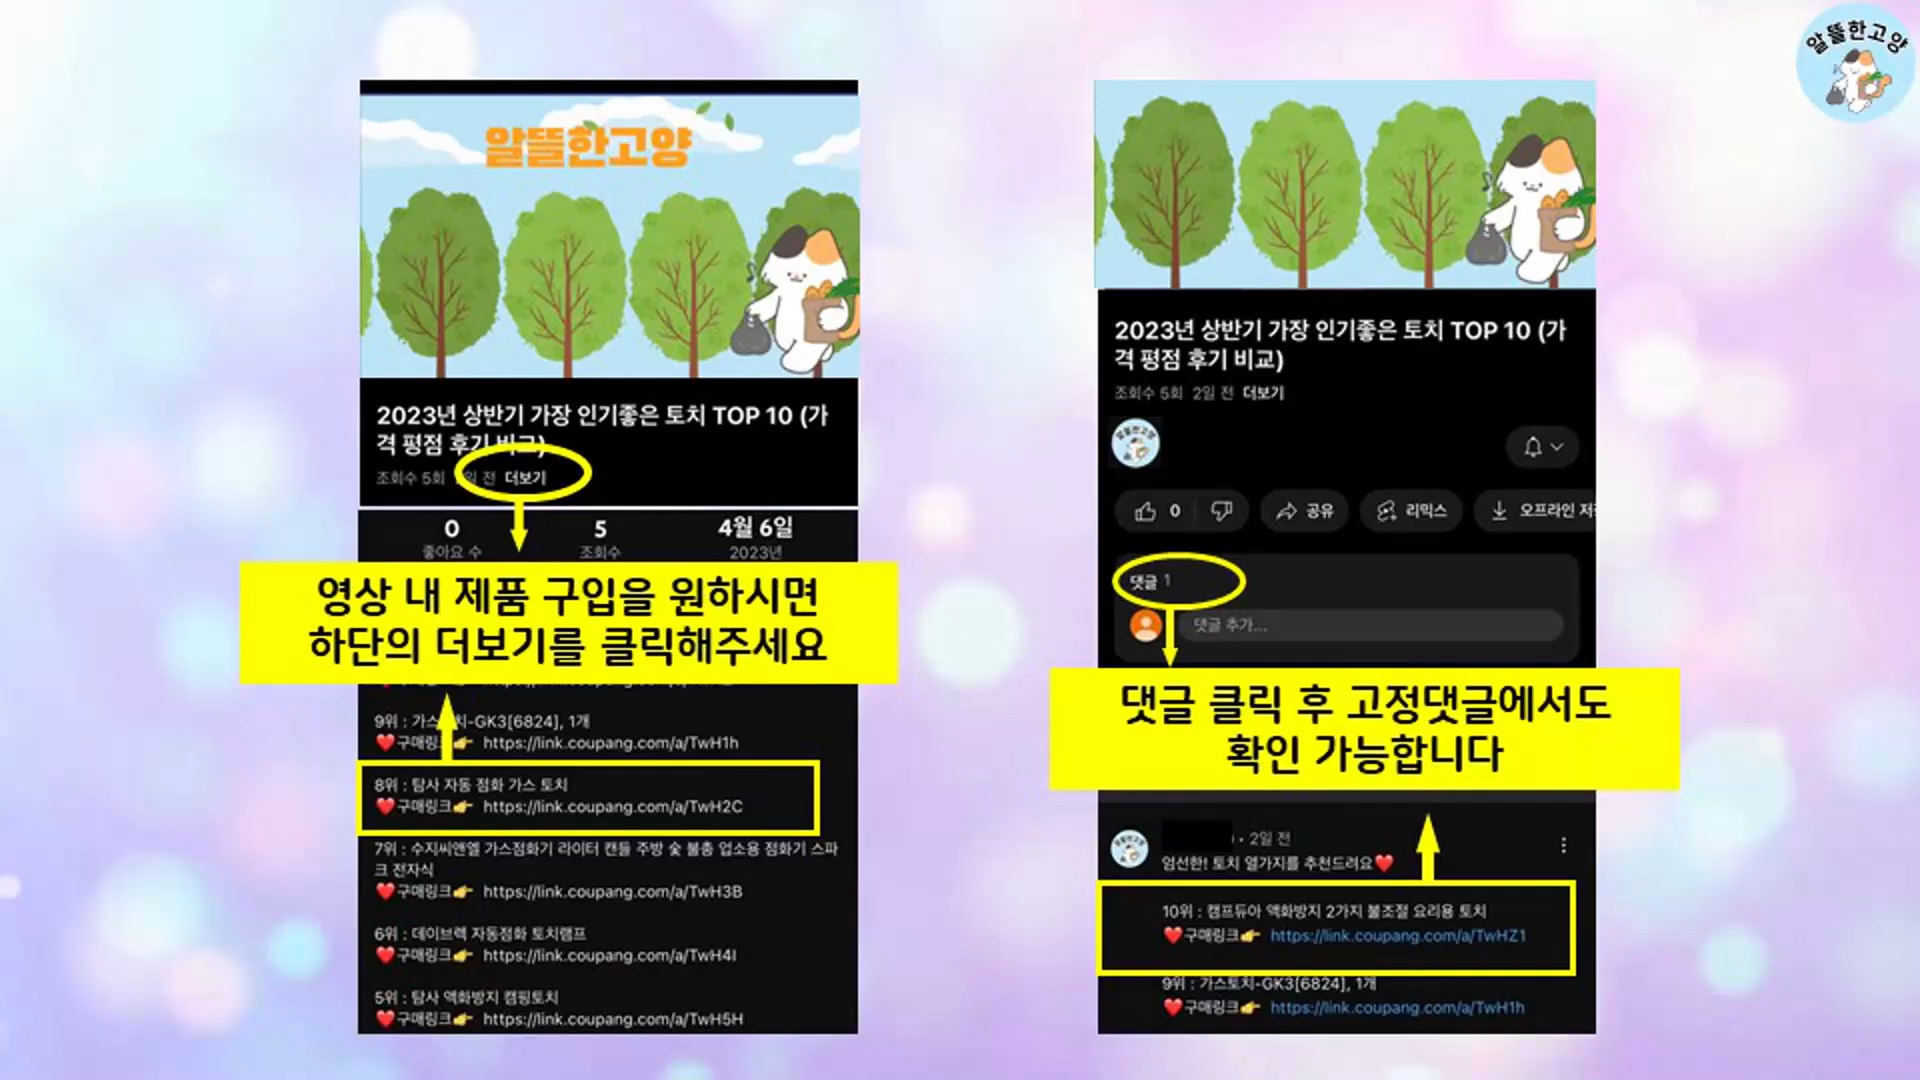 알뜰한고양
알뜰한고양
2023년 상반기 가장 인기좋은 토치 TOP 10 (가
격 평점 후기 비교)
조회수 5회 일 전 더보기
0
좋아요 수
5
조회수
4월 6일
2023년
영상 내 제품 구입을 원하시면
하단의 더보기를 클릭해주세요
9위 : 가스토치-GK3[6824], 1개
❤️구매링크👉 https://link.coupang.com/a/TwH1h
8위 : 탐사 자동 점화 가스 토치
❤️구매링크👉 https://link.coupang.com/a/TwH2C
7위 : 수지씨앤엘 가스점화기 라이터 캔들 주방 숯 불총 업소용 점화기 스파
크 전자식
❤️구매링크👉 https://link.coupang.com/a/TwH3B
6위 : 데이브렉 자동점화 토치램프
❤️구매링크👉 https://link.coupang.com/a/TwH4I
5위 : 탐사 액화방지 캠핑토치
❤️구매링크👉 https://link.coupang.com/a/TwH5H
2023년 상반기 가장 인기좋은 토치 TOP 10 (가
격 평점 후기 비교)
조회수 5회 2일 전 더보기
알뜰한고양
0
공유
리믹스
오프라인 저
댓글 1
댓글 추가...
댓글 클릭 후 고정댓글에서도
확인 가능합니다
알뜰한고양
• 2일 전
엄선한! 토치 열가지를 추천드려요❤️
10위 : 캠프듀아 액화방지 2가지 불조절 요리용 토치
❤️구매링크👉 https://link.coupang.com/a/TwHZ1
9위 : 가스토치-GK3[6824], 1개
❤️구매링크👉 https://link.coupang.com/a/TwH1h